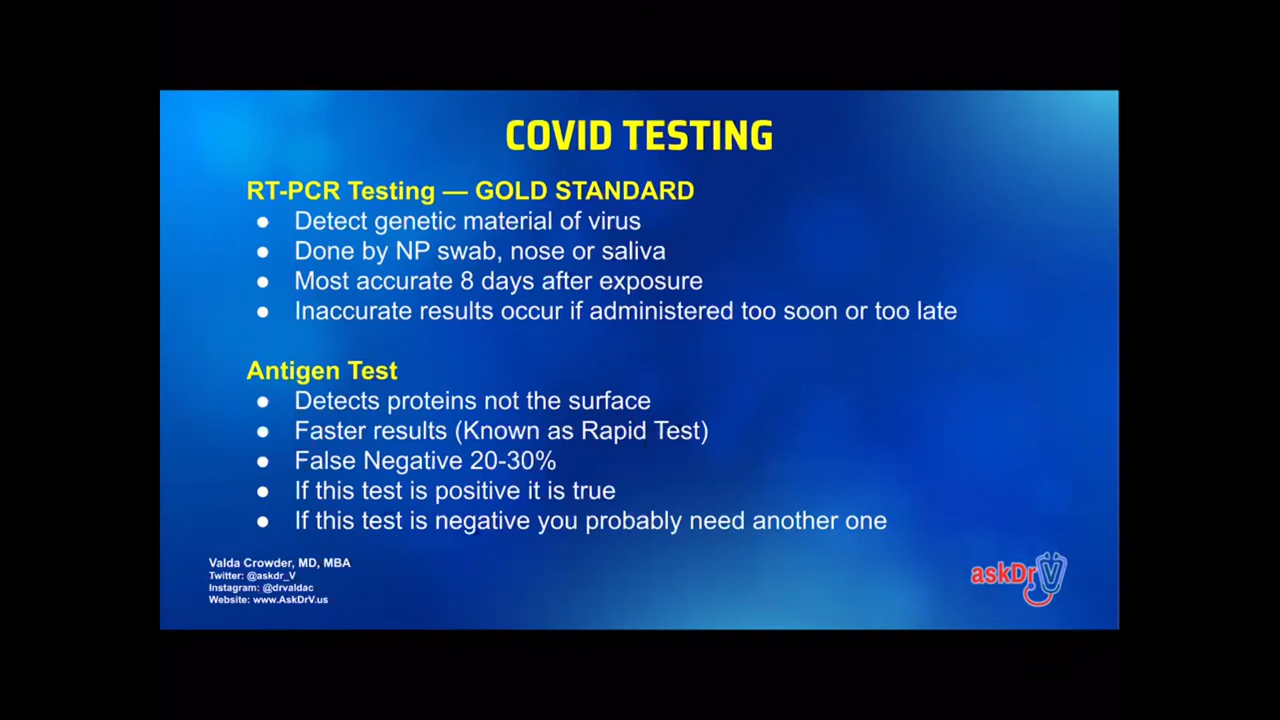 COVID TESTING
RT-PCR Testing — GOLD STANDARD
● Detect genetic material of virus
● Done by NP swab, nose or saliva
● Most accurate 8 days after exposure
● Inaccurate results occur if administered too soon or too late
Antigen Test
● Detects proteins not the surface
● Faster results (Known as Rapid Test)
● False Negative 20-30%
● If this test is positive it is true
● If this test is negative you probably need another one
Valda Crowder, MD, MBA
Twitter: @askdr_V
Instagram: @drvaldac
Website: www.AskDrV.us
askDrV